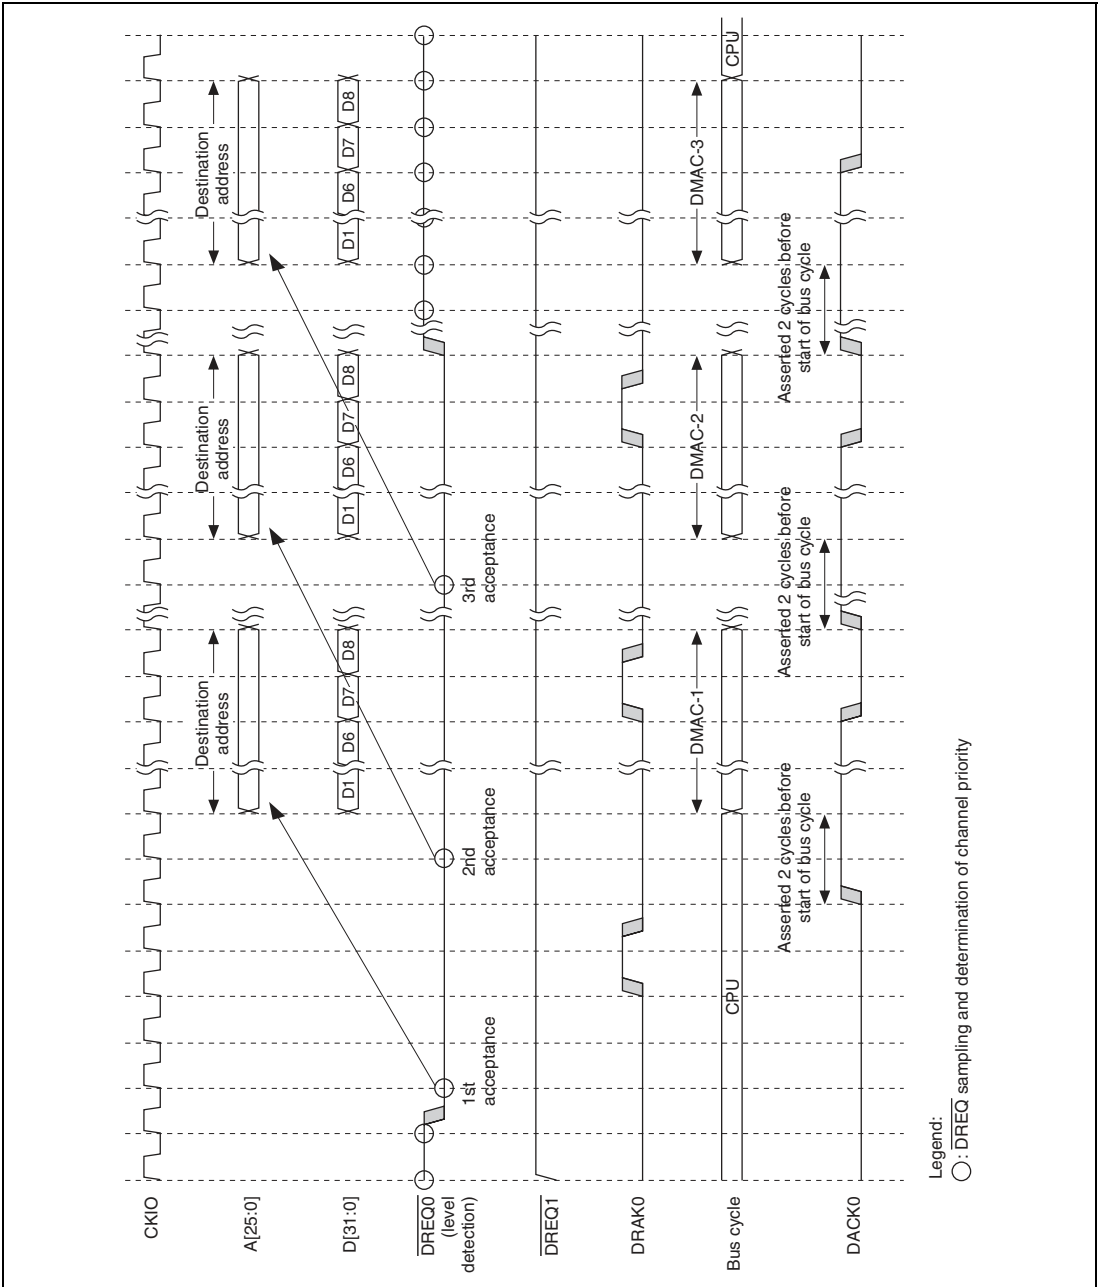 CKIO
Destination
address
Destination
address
Destination
address
A[25:0]
D[31:0]
D1
D6
D7
D8
D1
D6
D7
D8
D1
D6
D7
D8
DREQ0
(level
detection)
1st
acceptance
2nd
acceptance
3rd
acceptance
DREQ1
DRAK0
DMAC-1
DMAC-2
DMAC-3
Bus cycle
CPU
CPU
Asserted 2 cycles before
start of bus cycle
Asserted 2 cycles before
start of bus cycle
Asserted 2 cycles before
start of bus cycle
DACK0
Legend:
: DREQ sampling and determination of channel priority